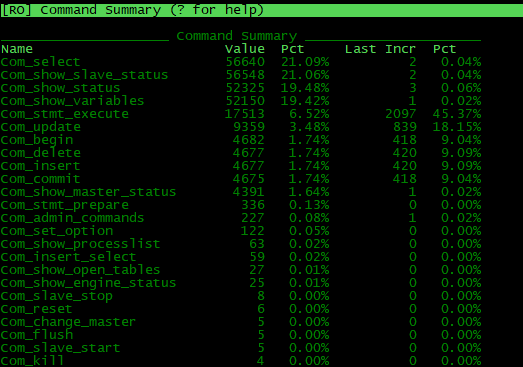 [RO] Command Summary (? for help)
_____________________ Command Summary ______________________
Name Value Pct Last Incr Pct
Com_select 56640 21.09% 2 0.04%
Com_show_slave_status 56548 21.06% 2 0.04%
Com_show_status 52325 19.48% 3 0.06%
Com_show_variables 52150 19.42% 1 0.02%
Com_stmt_execute 17513 6.52% 2097 45.37%
Com_update 9359 3.48% 839 18.15%
Com_begin 4682 1.74% 418 9.04%
Com_delete 4677 1.74% 420 9.09%
Com_insert 4677 1.74% 420 9.09%
Com_commit 4675 1.74% 418 9.04%
Com_show_master_status 4391 1.64% 1 0.02%
Com_stmt_prepare 336 0.13% 0 0.00%
Com_admin_commands 227 0.08% 1 0.02%
Com_set_option 122 0.05% 0 0.00%
Com_show_processlist 63 0.02% 0 0.00%
Com_insert_select 59 0.02% 0 0.00%
Com_show_open_tables 27 0.01% 0 0.00%
Com_show_engine_status 25 0.01% 0 0.00%
Com_slave_stop 8 0.00% 0 0.00%
Com_reset 6 0.00% 0 0.00%
Com_change_master 5 0.00% 0 0.00%
Com_flush 5 0.00% 0 0.00%
Com_slave_start 5 0.00% 0 0.00%
Com_kill 4 0.00% 0 0.00%